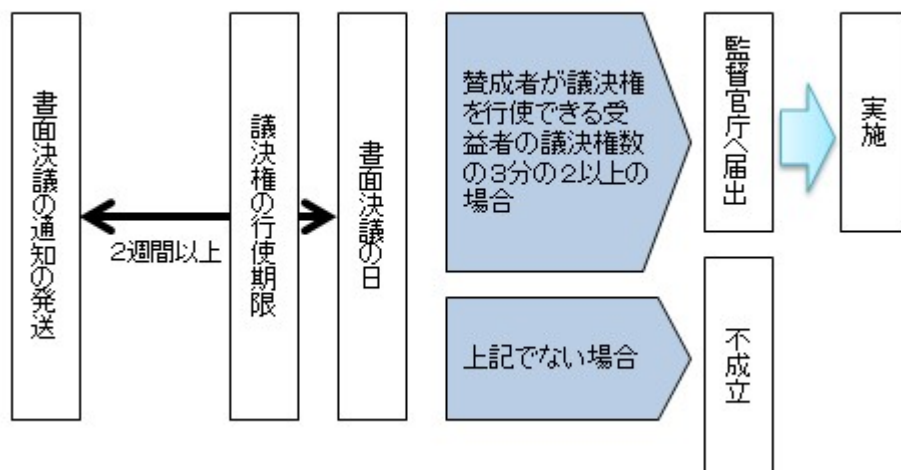 書面決議の通知の発送
2週間以上
議決権の行使期限
書面決議の日
賛成者が議決権
を行使できる受
益者の議決権数
の3分の2以上の
場合
監督官庁へ届出
実施
上記でない場合
不成立